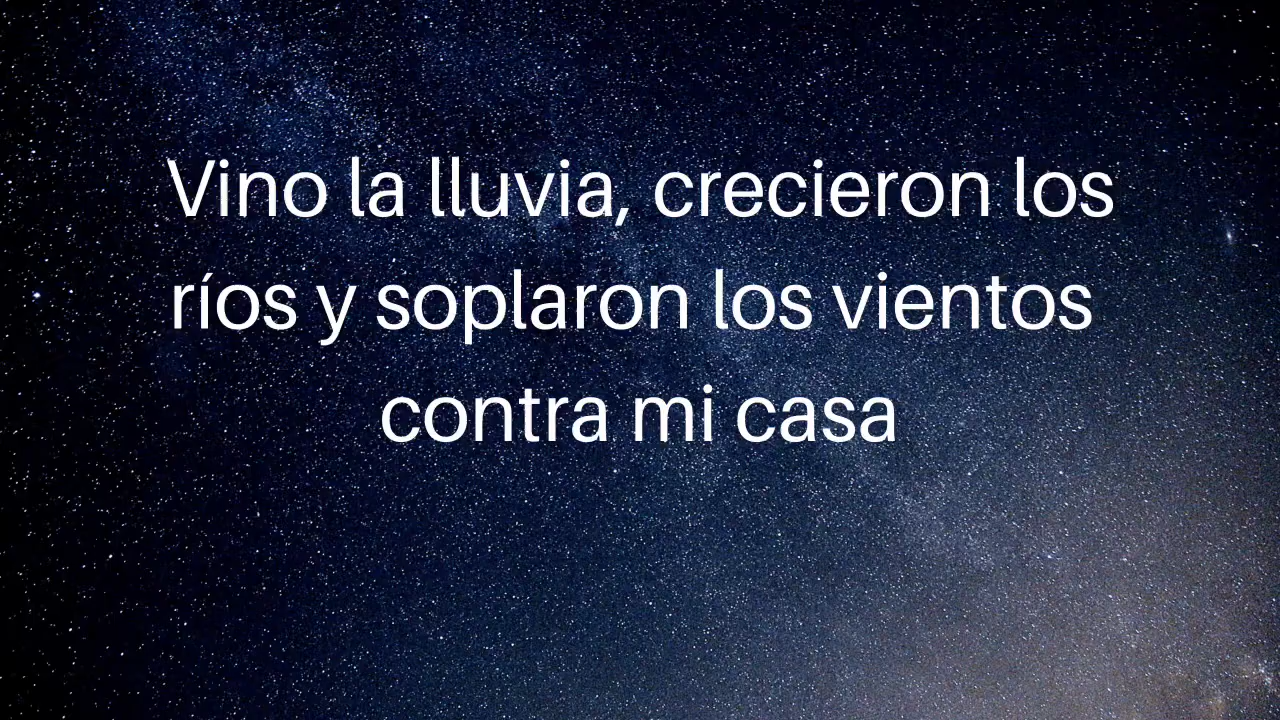 Vino la lluvia, crecieron los
ríos y soplaron los vientos
contra mi casa